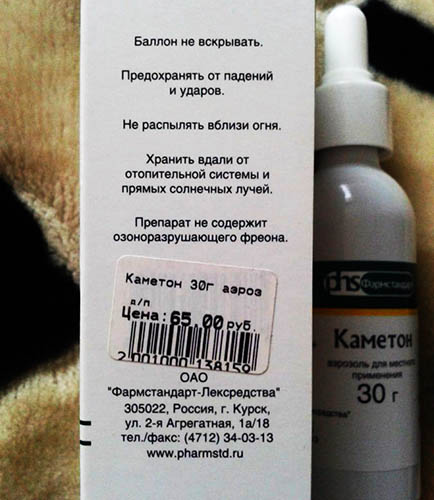 Баллон не вскрывать.
Предохранять от падений
и ударов.
Не распылять вблизи огня.
Хранить вдали от
отопительной системы и
прямых солнечных лучей.
Препарат не содержит
озоноразрушающего фреона.
Каметон 30г аэроз
д/п
Цена:65,00руб.
2001000138159
ОАО
"Фармстандарт-Лексредства"
305022, Россия, г. Курск,
ул. 2-я Агрегатная, 1а/18
тел./факс: (4712) 34-03-13
www.pharmstd.ru
phs Фармстандарт
Каметон
аэрозоль для местного
применения
30 г